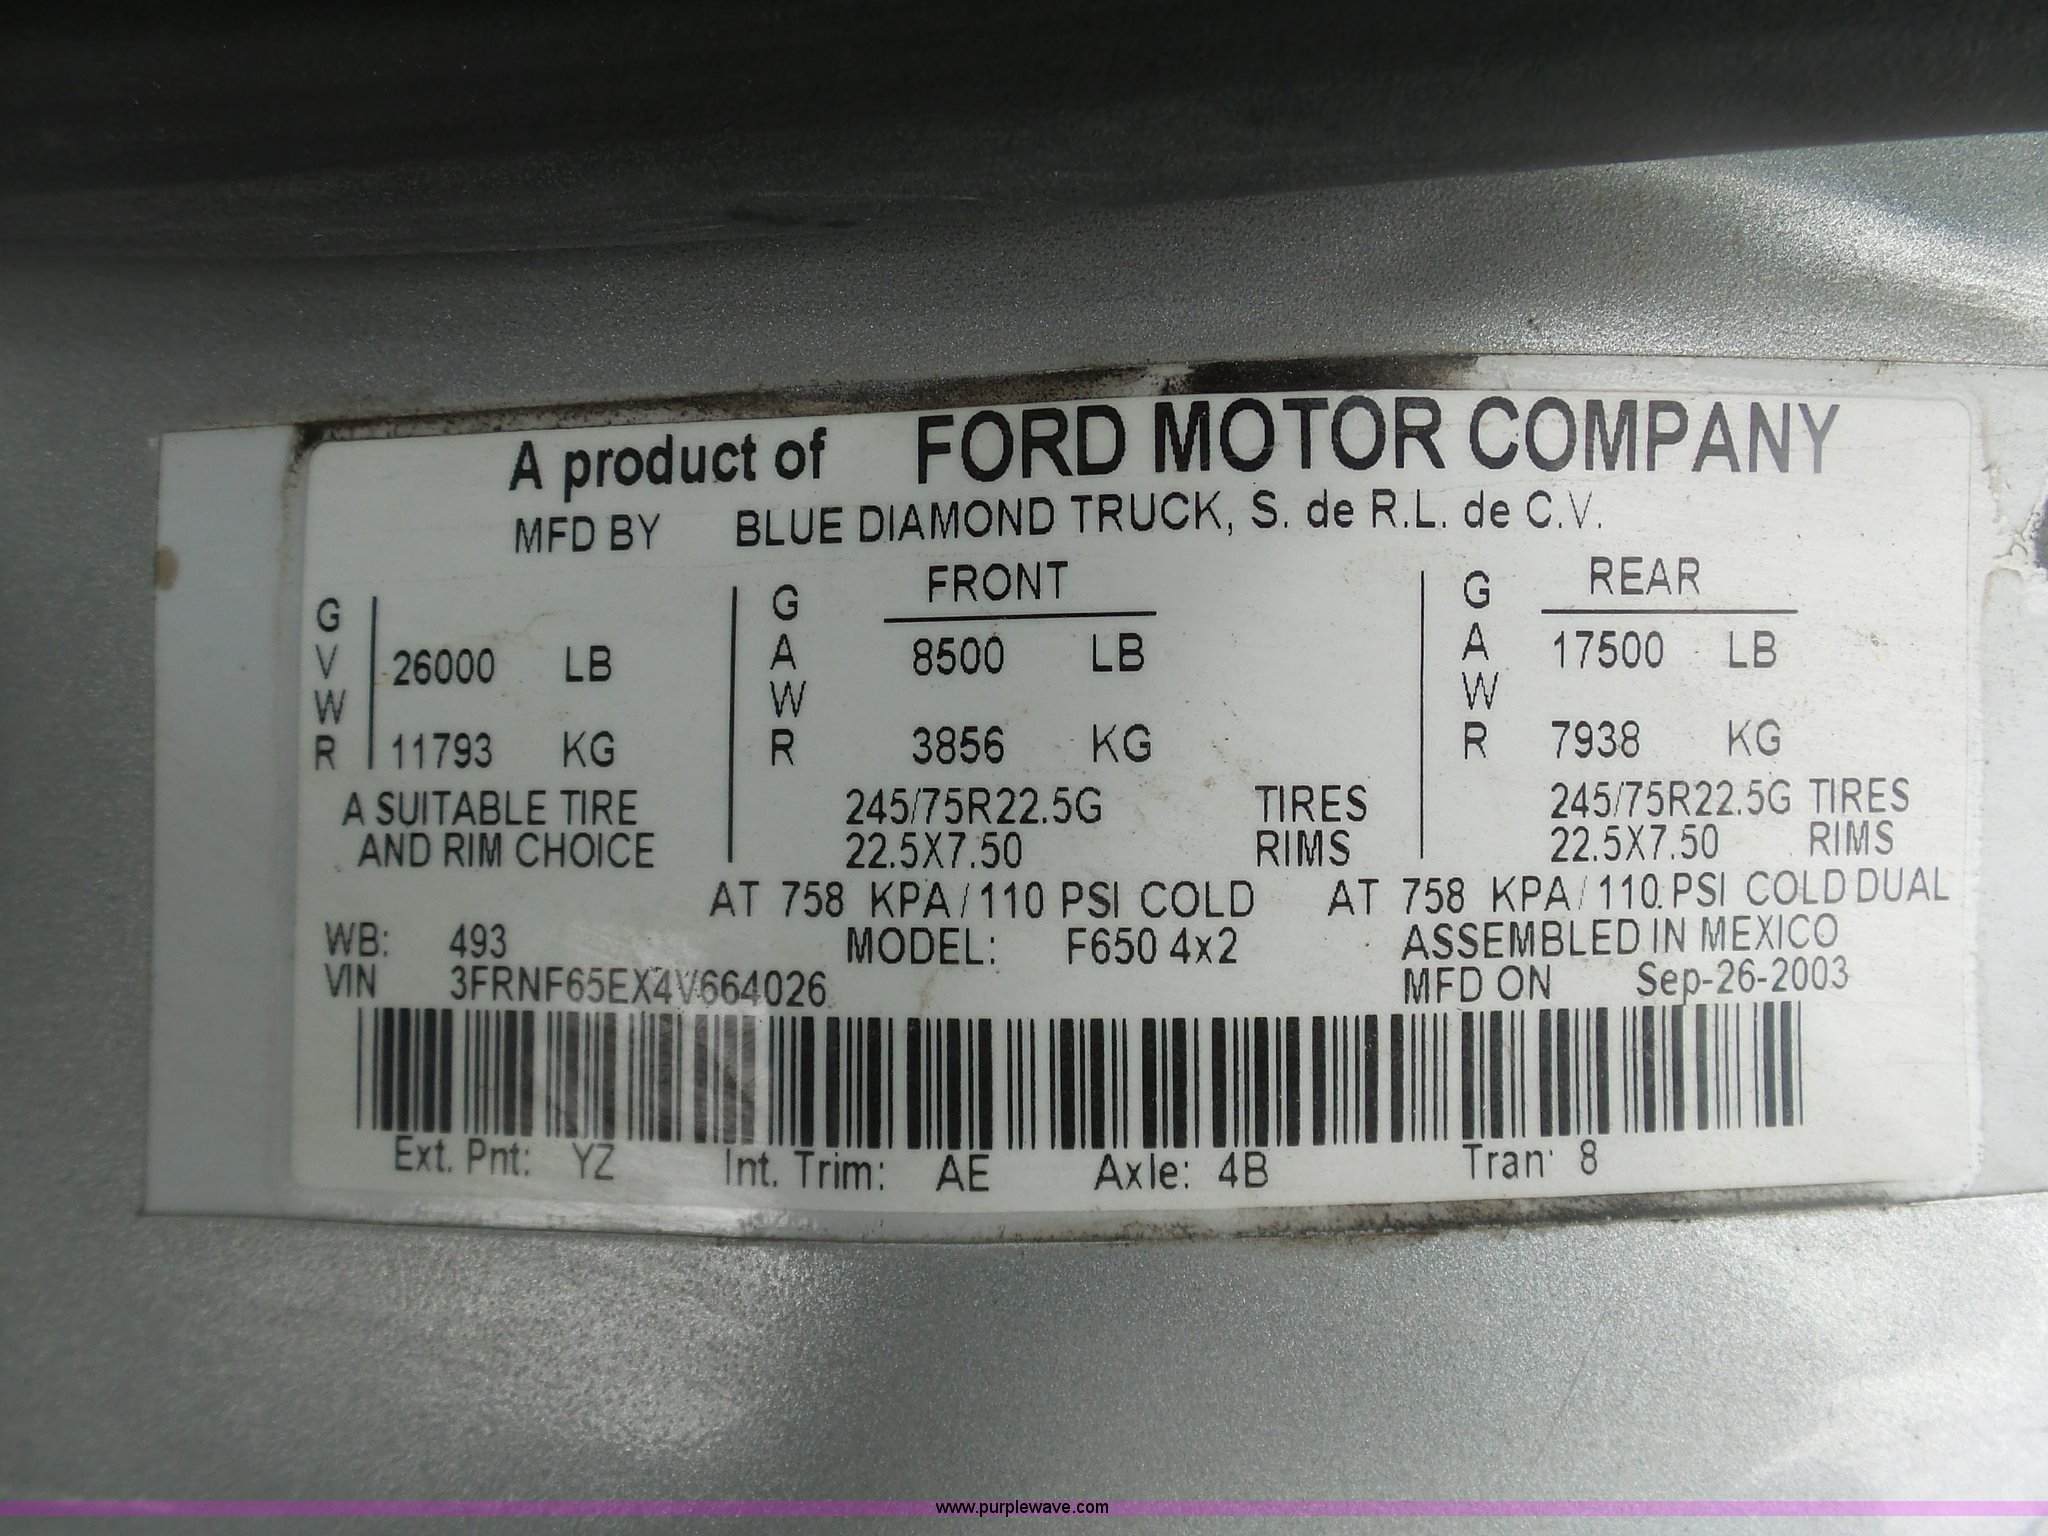 A product of FORD MOTOR COMPANY
MFD BY BLUE DIAMOND TRUCK, S. de R.L. de C.V.
GVWR 26000 LB
11793 KG
GAWR FRONT
8500 LB
3856 KG
GAWR REAR
17500 LB
7938 KG
A SUITABLE TIRE 245/75R22.5G TIRES 245/75R22.5G TIRES
AND RIM CHOICE 22.5X7.50 RIMS 22.5X7.50 RIMS
AT 758 KPA/110 PSI COLD AT 758 KPA/110 PSI COLD DUAL
WB: 493 MODEL: F650 4x2 ASSEMBLED IN MEXICO
VIN 3FRNF65EX4V664026 MFD ON Sep-26-2003
Ext. Pnt: YZ Int. Trim: AE Axle: 4B Tran: 8
www.purplewave.com